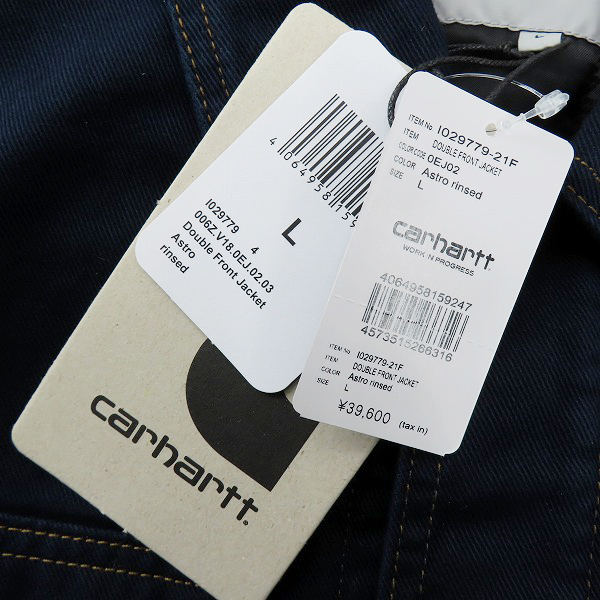 4 064958 159
L
I029779    4
006Z.V18.0EJ.02.03
Double Front Jacket
Astro
rinsed
carhartt®
ITEM No I029779-21F
ITEM DOUBLE FRONT JACKET
COLOR CODE 0EJ02
COLOR Astro rinsed
SIZE L
carhartt
WORK IN PROGRESS
4064958159247
4573515266316
ITEM No I029779-21F
ITEM DOUBLE FRONT JACKET
COLOR Astro rinsed
SIZE L
¥39,600 (tax in)